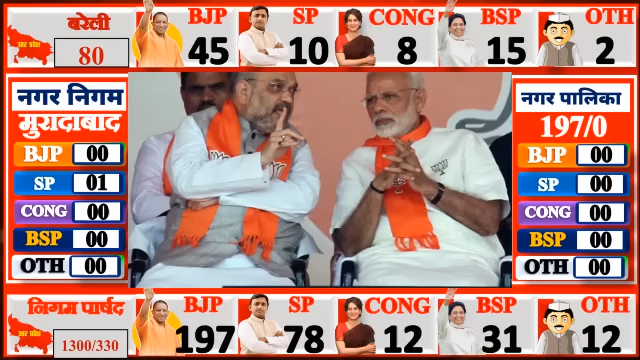 बरेली
उत्तर प्रदेश
80
BJP
45
SP
10
CONG
8
BSP
15
OTH
2
नगर निगम
मुरादाबाद
BJP 00
SP 01
CONG 00
BSP 00
OTH 00
नगर पालिका
197/0
BJP 00
SP 00
CONG 00
BSP 00
OTH 00
निगम पार्षद
उत्तर प्रदेश
1300/330
BJP
197
SP
78
CONG
12
BSP
31
OTH
12